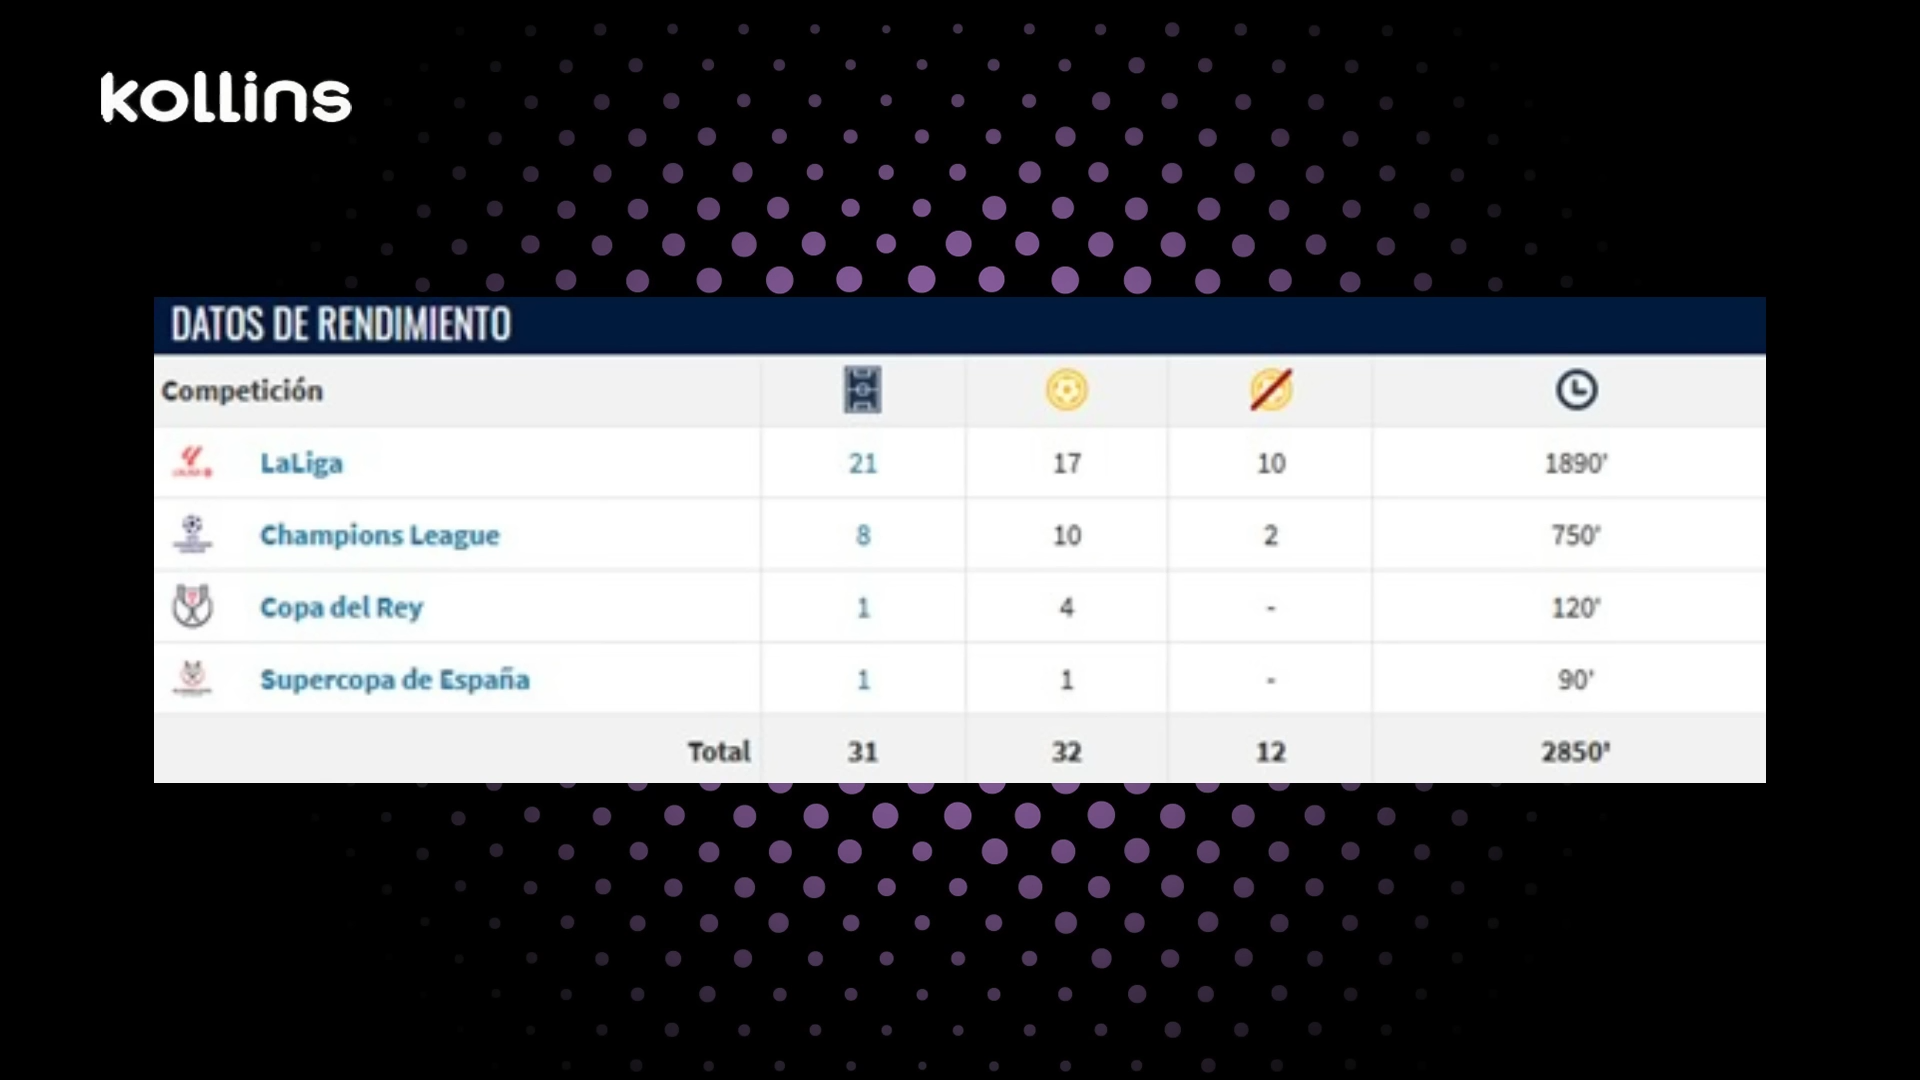 kollins
DATOS DE RENDIMIENTO
Competición
LaLiga 21 17 10 1890'
Champions League 8 10 2 750'
Copa del Rey 1 4 - 120'
Supercopa de España 1 1 - 90'
Total 31 32 12 2850'